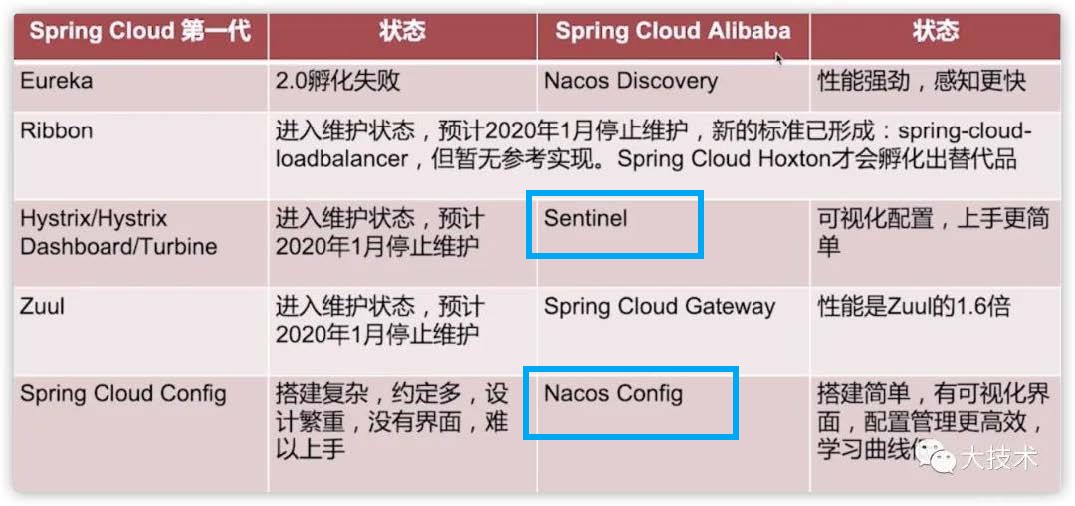 Spring Cloud 第一代 状态 Spring Cloud Alibaba 状态
Eureka 2.0孵化失败 Nacos Discovery 性能强劲，感知更快
Ribbon 进入维护状态，预计2020年1月停止维护，新的标准已形成：spring-cloud-
loadbalancer，但暂无参考实现。Spring Cloud Hoxton才会孵化出替代品
Hystrix/Hystrix
Dashboard/Turbine
进入维护状态，预计
2020年1月停止维护
Sentinel
可视化配置，上手更简
单
Zuul
进入维护状态，预计
2020年1月停止维护
Spring Cloud Gateway
性能是Zuul的1.6倍
Spring Cloud Config
搭建复杂，约定多，设
计繁重，没有界面，难
以上手
Nacos Config
搭建简单，有可视化界
面，配置管理更高效，
学习曲线
大技术